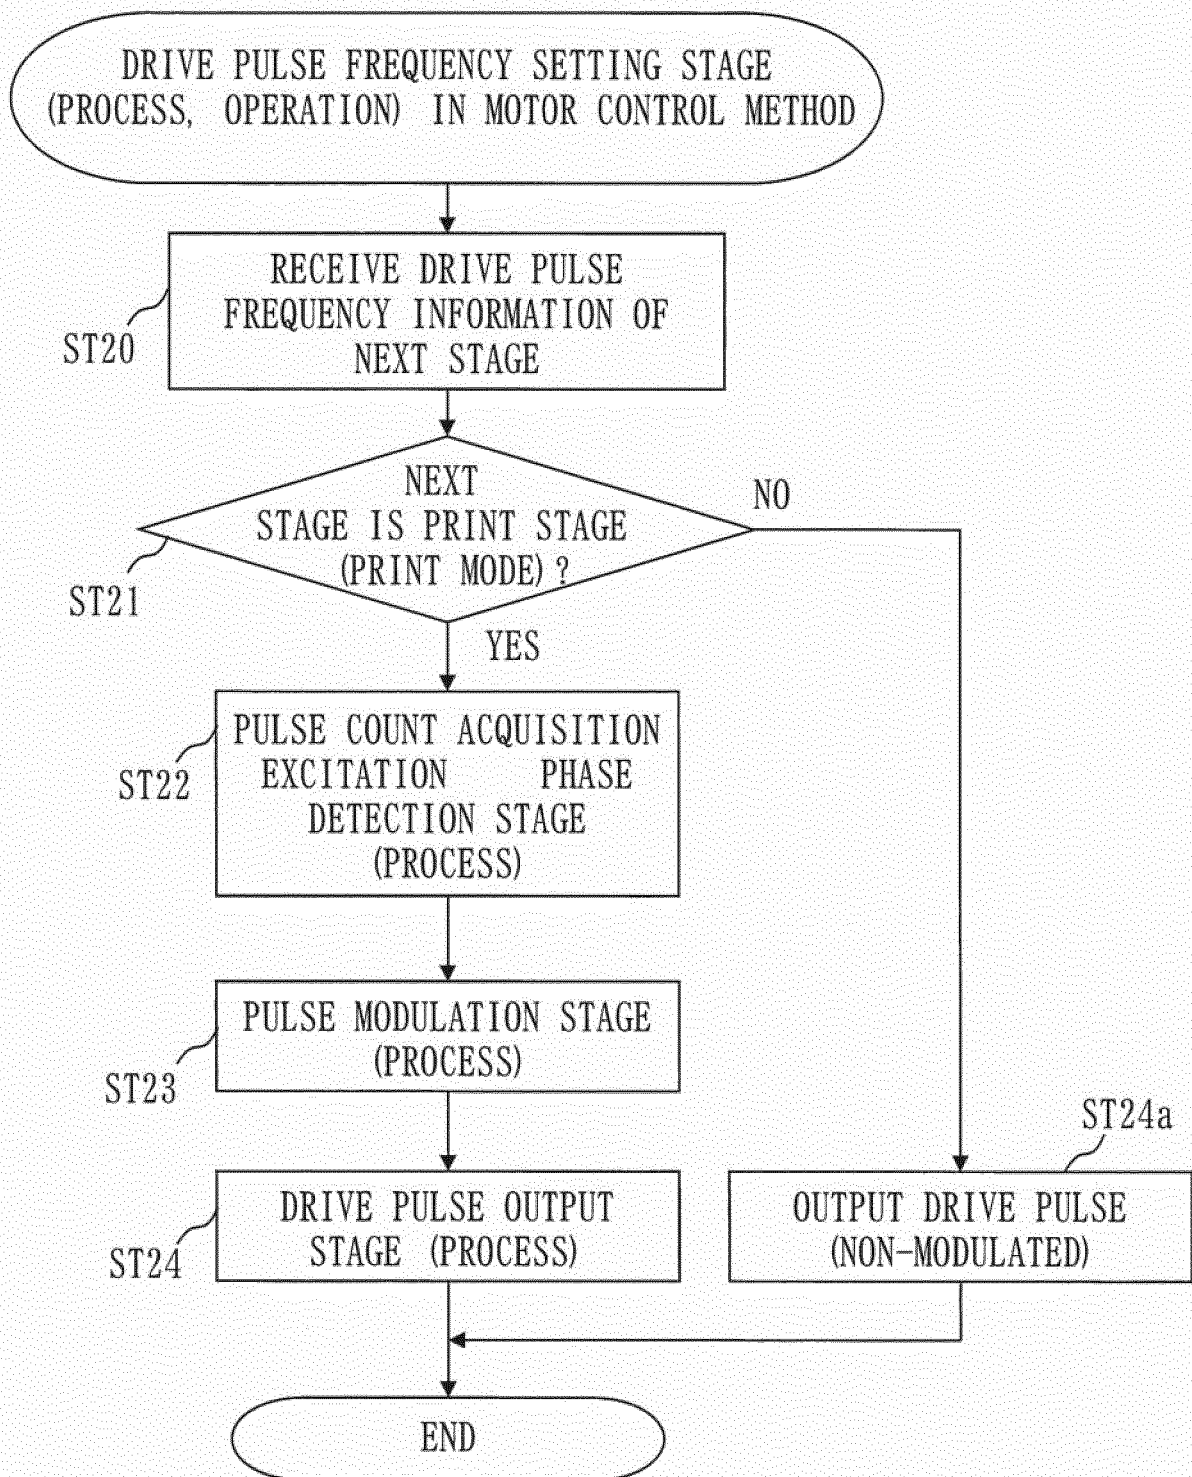 DRIVE PULSE FREQUENCY SETTING STAGE
(PROCESS, OPERATION) IN MOTOR CONTROL METHOD
RECEIVE DRIVE PULSE
FREQUENCY INFORMATION OF
NEXT STAGE
ST20
NEXT
STAGE IS PRINT STAGE
(PRINT MODE)?
NO
ST21
YES
PULSE COUNT ACQUISITION
EXCITATION PHASE
DETECTION STAGE
(PROCESS)
ST22
PULSE MODULATION STAGE
(PROCESS)
ST23
ST24a
DRIVE PULSE OUTPUT
STAGE (PROCESS)
ST24
OUTPUT DRIVE PULSE
(NON-MODULATED)
END